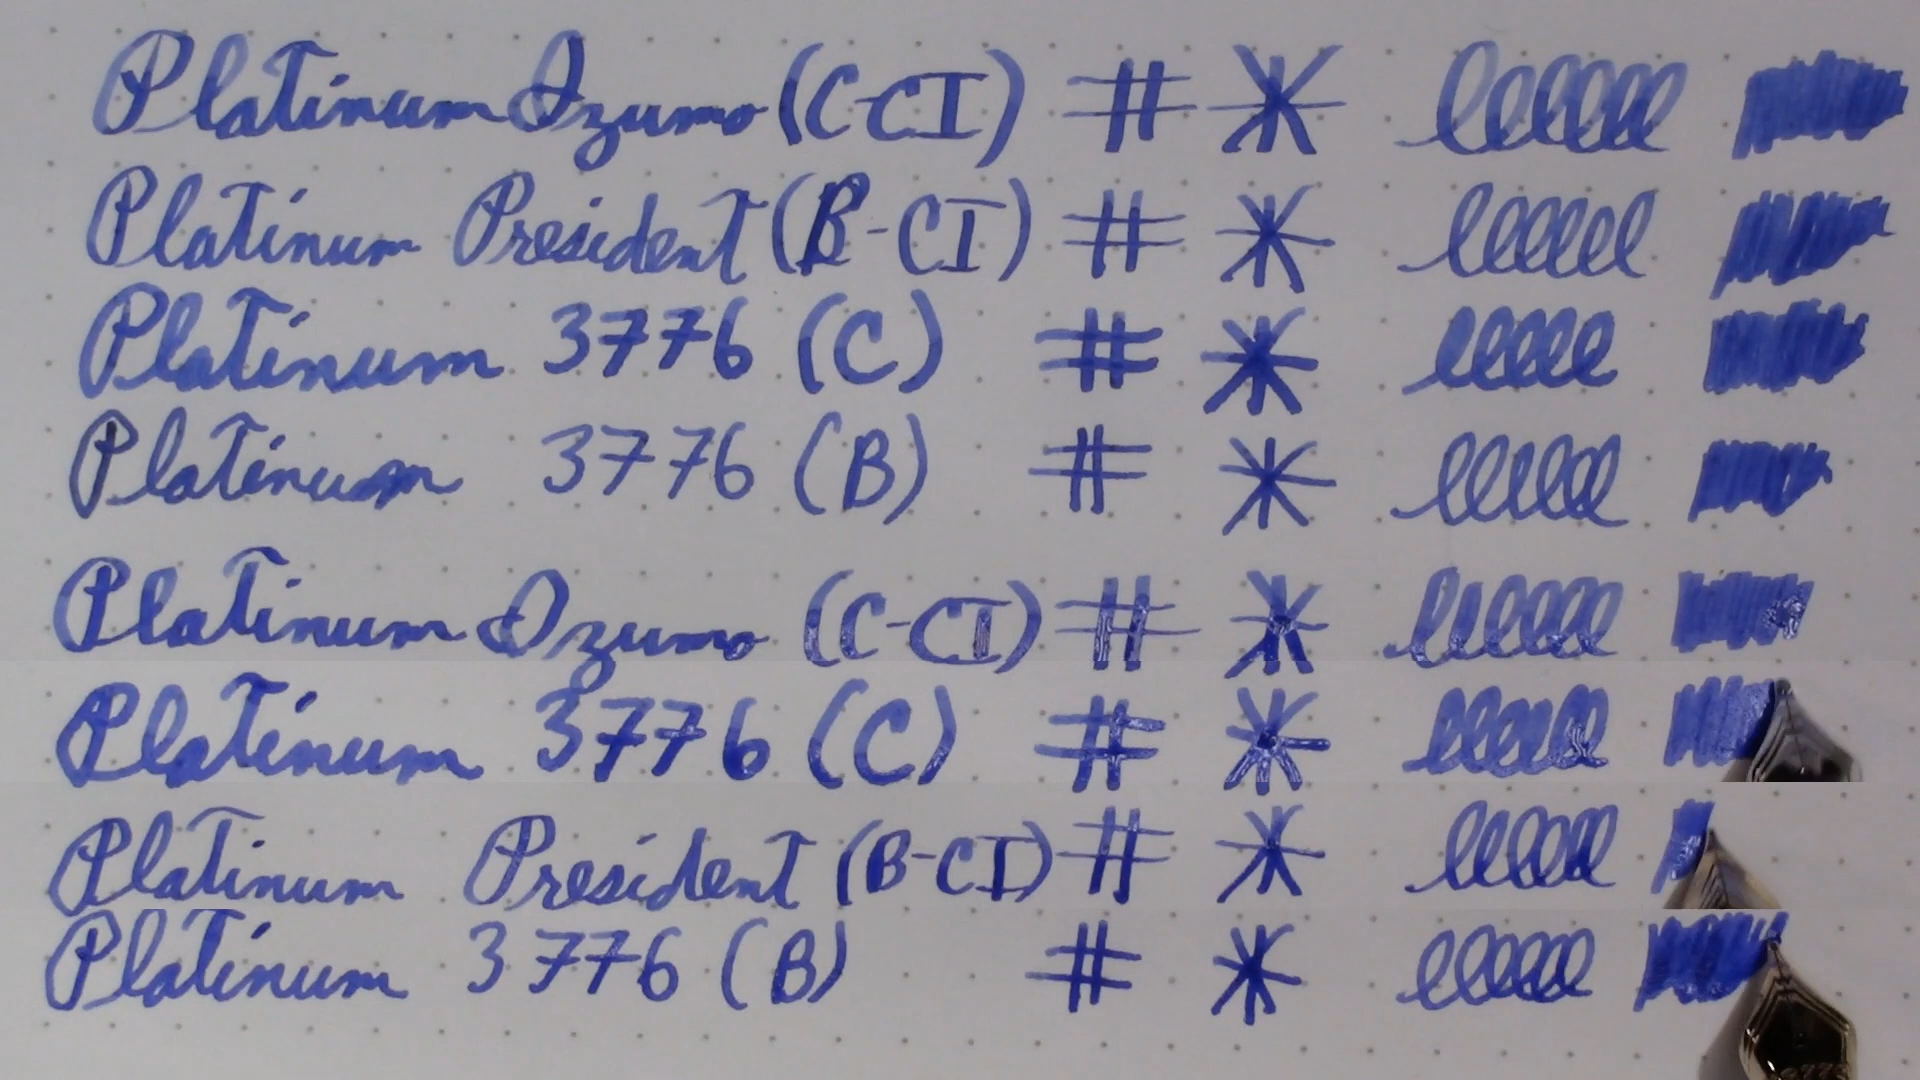 Platinum Izumo (C-CI) #
Platinum President (B-CI) #
Platinum 3776 (C) #
Platinum 3776 (B) #
Platinum Izumo (C-CI) #
Platinum 3776 (C) #
Platinum President (B-CI) #
Platinum 3776 (B) #